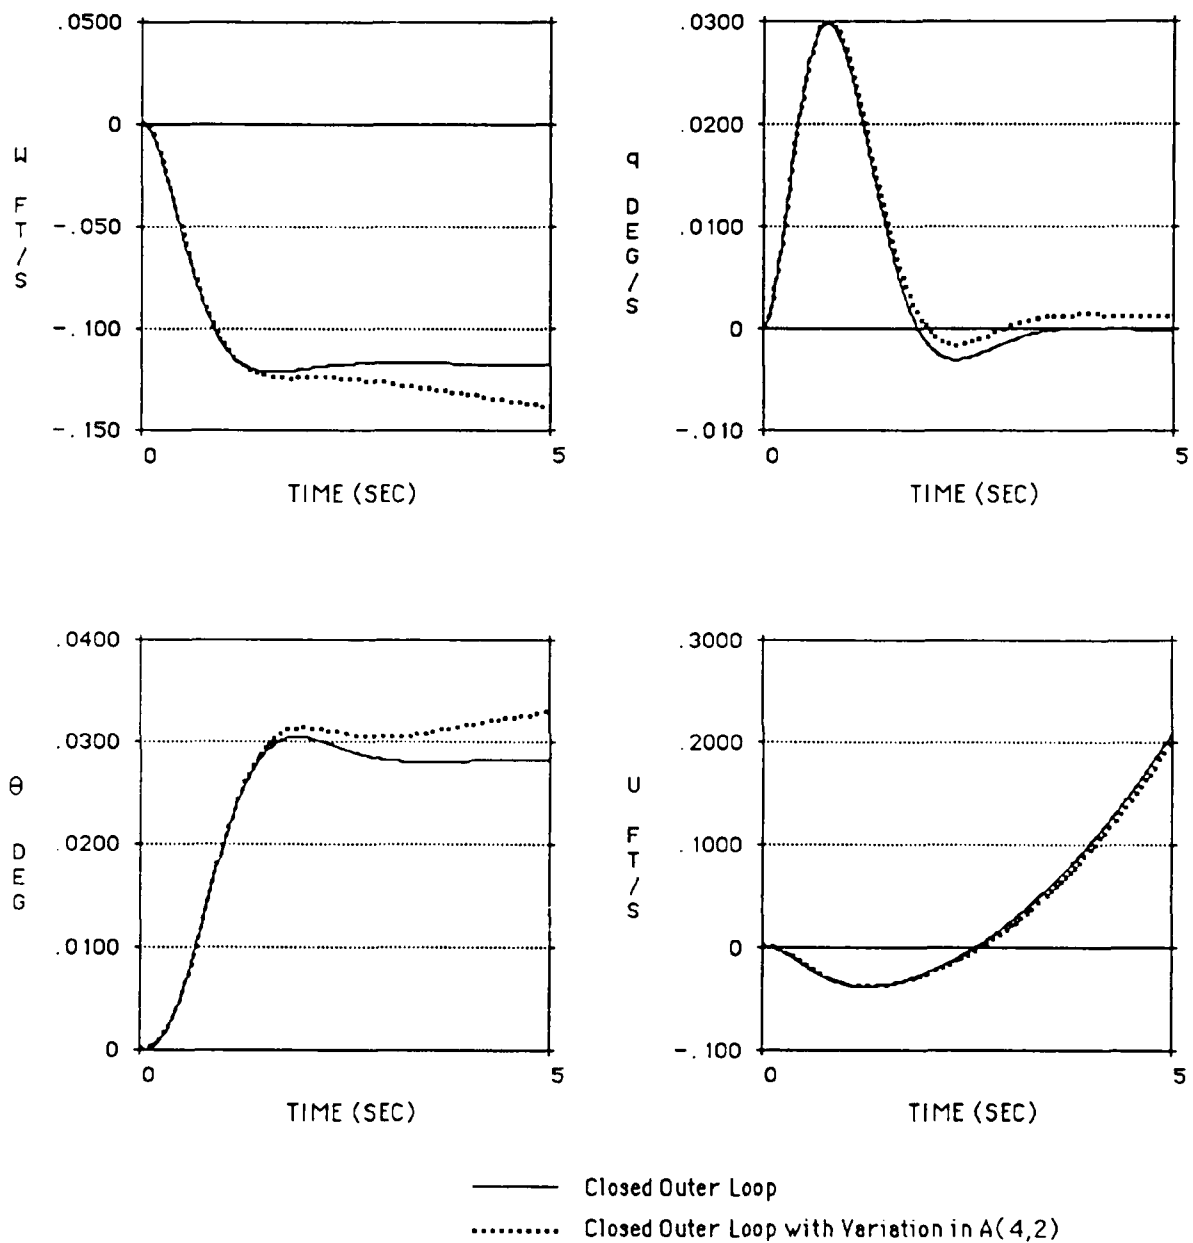 .0500
0
-.050
-.100
-.150
W FT/S
0 5
TIME (SEC)
.0300
.0200
.0100
0
-.010
q DEG/S
0 5
TIME (SEC)
.0400
.0300
.0200
.0100
0
θ DEG
0 5
TIME (SEC)
.3000
.2000
.1000
0
-.100
U FT/S
0 5
TIME (SEC)
Closed Outer Loop
Closed Outer Loop with Variation in A(4,2)